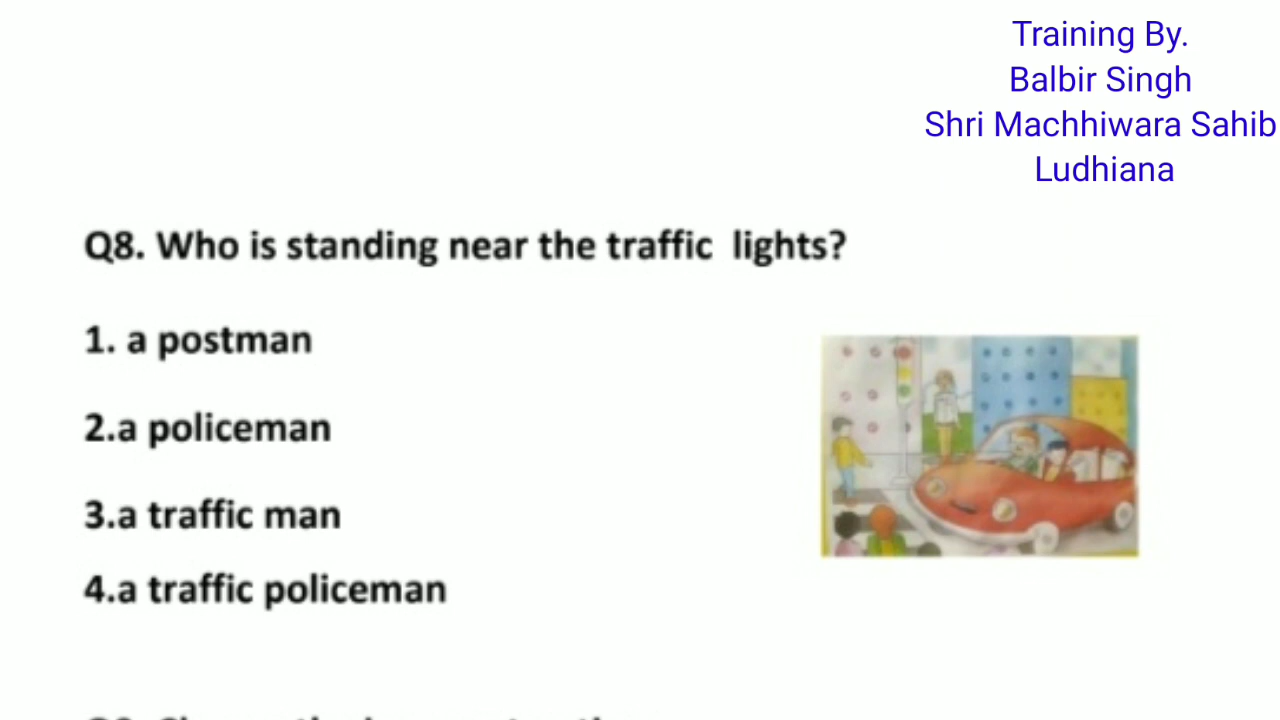 Training By.
Balbir Singh
Shri Machhiwara Sahib
Ludhiana
Q8. Who is standing near the traffic lights?
1. a postman
2.a policeman
3.a traffic man
4.a traffic policeman